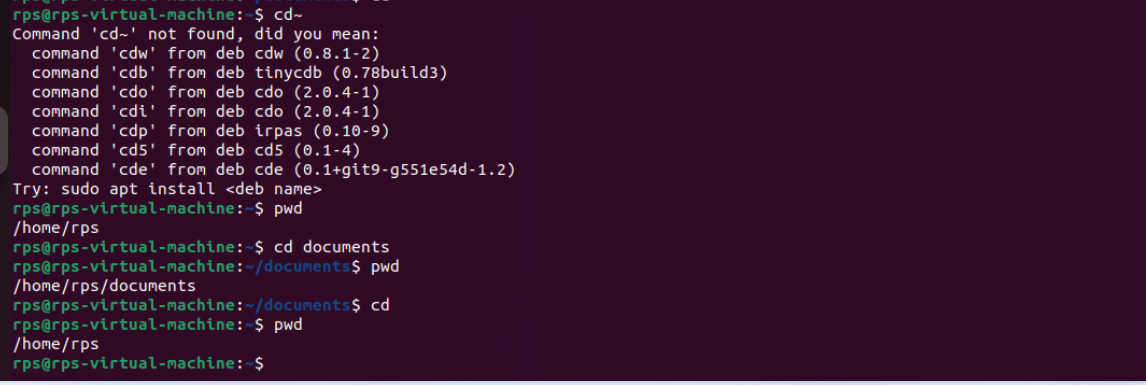 rps@rps-virtual-machine:~$ cd~
Command 'cd~' not found, did you mean:
  command 'cdw' from deb cdw (0.8.1-2)
  command 'cdb' from deb tinycdb (0.78build3)
  command 'cdo' from deb cdo (2.0.4-1)
  command 'cdi' from deb cdo (2.0.4-1)
  command 'cdp' from deb irpas (0.10-9)
  command 'cd5' from deb cd5 (0.1-4)
  command 'cde' from deb cde (0.1+git9-g551e54d-1.2)
Try: sudo apt install <deb name>
rps@rps-virtual-machine:~$ pwd
/home/rps
rps@rps-virtual-machine:~$ cd documents
rps@rps-virtual-machine:~/documents$ pwd
/home/rps/documents
rps@rps-virtual-machine:~/documents$ cd
rps@rps-virtual-machine:~$ pwd
/home/rps
rps@rps-virtual-machine:~$